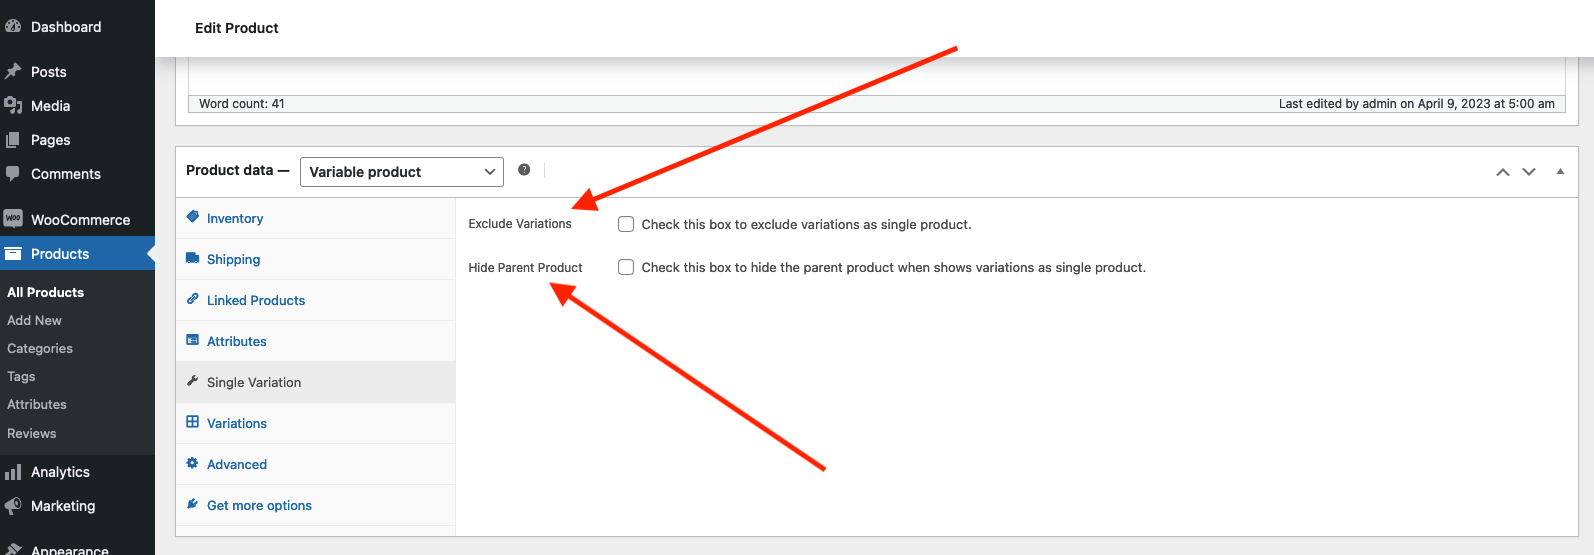 Dashboard
Posts
Media
Pages
Comments
WooCommerce
Products
All Products
Add New
Categories
Tags
Attributes
Reviews
Analytics
Marketing
Appearance
Edit Product
Word count: 41
Last edited by admin on April 9, 2023 at 5:00 am
Product data —
Variable product
?
Inventory
Shipping
Linked Products
Attributes
Single Variation
Variations
Advanced
Get more options
Exclude Variations
Check this box to exclude variations as single product.
Hide Parent Product
Check this box to hide the parent product when shows variations as single product.